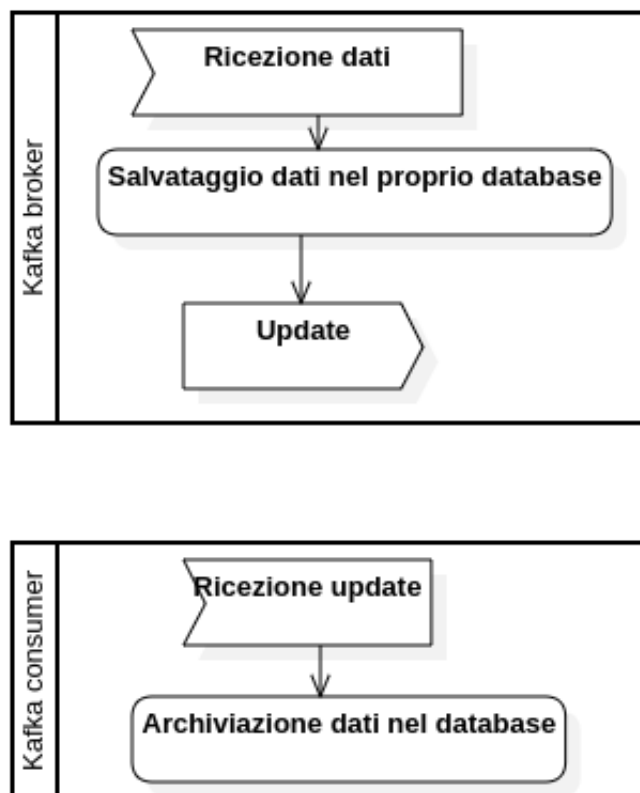 Kafka broker
Ricezione dati
Salvataggio dati nel proprio database
Update
Kafka consumer
Ricezione update
Archiviazione dati nel database